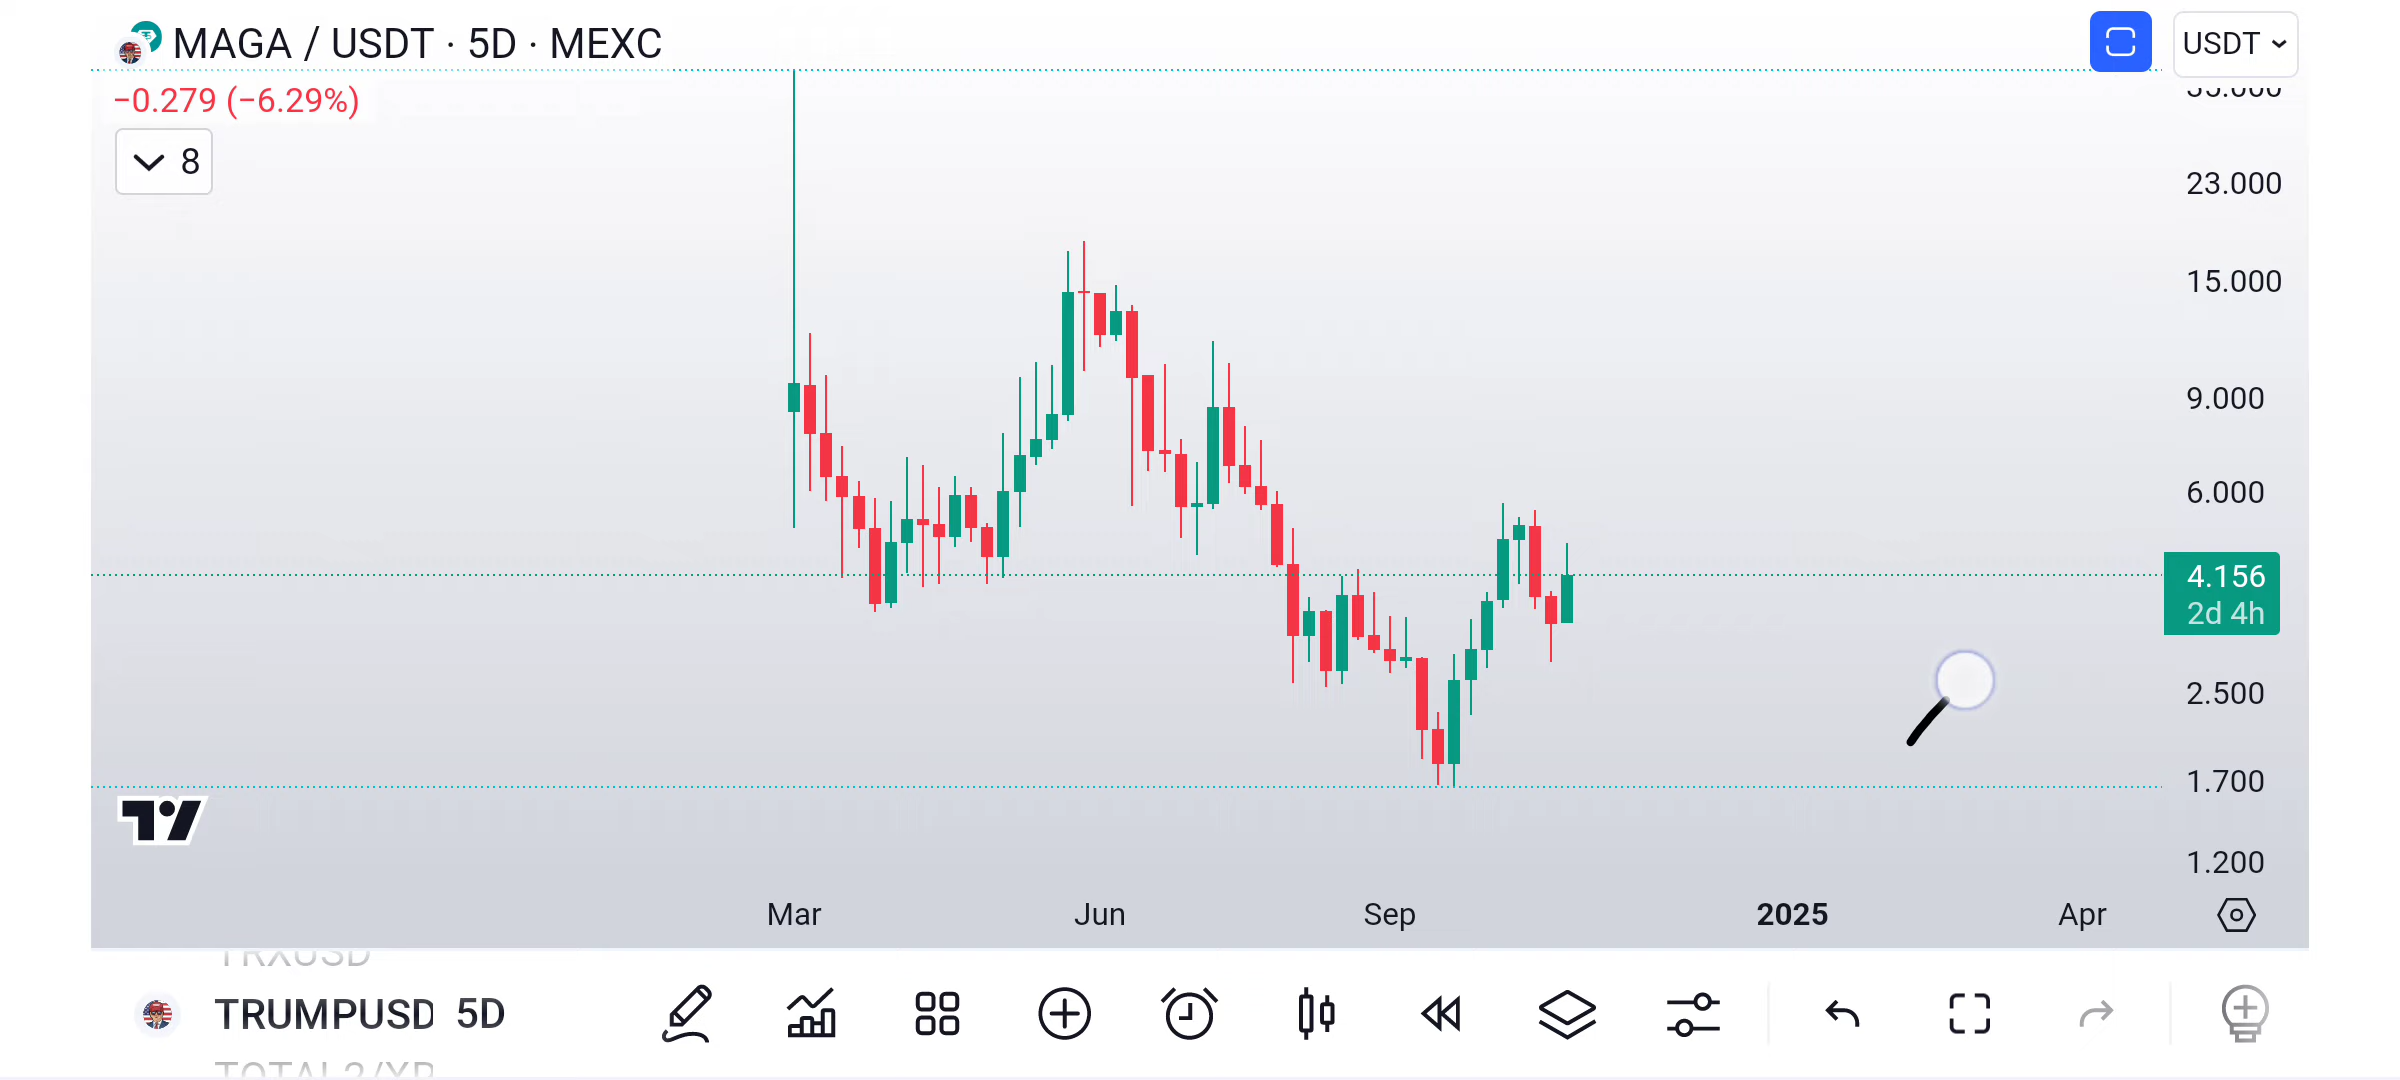 MAGA / USDT · 5D · MEXC
USDT
−0.279 (−6.29%)
8
23.000
15.000
9.000
6.000
4.156
2d 4h
2.500
1.700
1.200
Mar Jun Sep 2025 Apr
TRXUSD
TRUMPUSD 5D